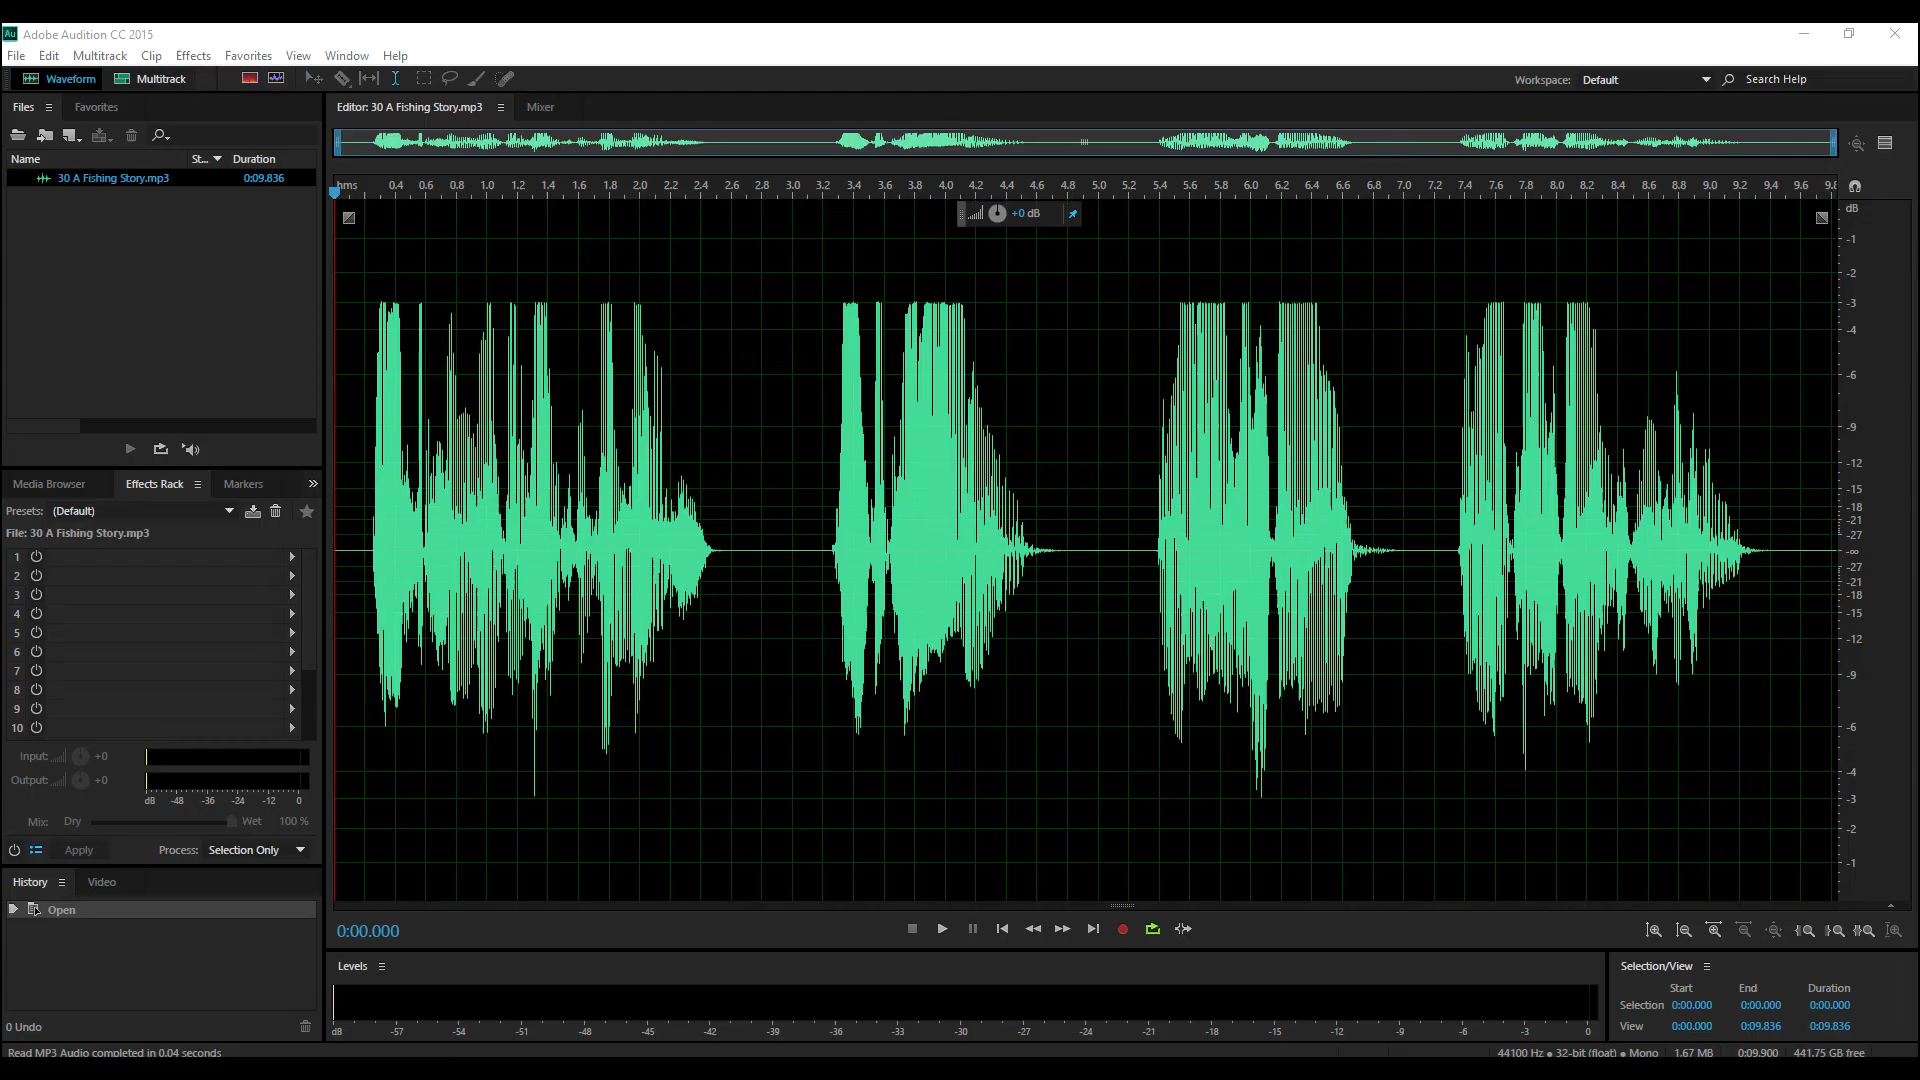 Au Adobe Audition CC 2015
File Edit Multitrack Clip Effects Favorites View Window Help
Waveform Multitrack Workspace: Default Search Help
Files Favorites
Editor: 30 A Fishing Story.mp3 Mixer
Name St... Duration
30 A Fishing Story.mp3 0:09.836
hms 0.4 0.6 0.8 1.0 1.2 1.4 1.6 1.8 2.0 2.2 2.4 2.6 2.8 3.0 3.2 3.4 3.6 3.8 4.0 4.2 4.4 4.6 4.8 5.0 5.2 5.4 5.6 5.8 6.0 6.2 6.4 6.6 6.8 7.0 7.2 7.4 7.6 7.8 8.0 8.2 8.4 8.6 8.8 9.0 9.2 9.4 9.6 9.8
+0 dB
dB
-1
-2
-3
-4
-6
-9
-12
-15
-18
-21
-27
-∞
-27
-21
-18
-15
-12
-9
-6
-4
-3
-2
-1
Media Browser Effects Rack Markers
Presets: (Default)
File: 30 A Fishing Story.mp3
1
2
3
4
5
6
7
8
9
10
Input: +0
Output: +0
dB -48 -36 -24 -12 0
Mix: Dry Wet 100 %
Apply Process: Selection Only
History Video
Open
0 Undo
0:00.000
Levels
dB -57 -54 -51 -48 -45 -42 -39 -36 -33 -30 -27 -24 -21 -18 -15 -12 -9 -6 -3 0
Selection/View
Start End Duration
Selection 0:00.000 0:00.000 0:00.000
View 0:00.000 0:09.836 0:09.836
Read MP3 Audio completed in 0.04 seconds
44100 Hz ● 32-bit (float) ● Mono 1.67 MB 0:09.900 441.75 GB free